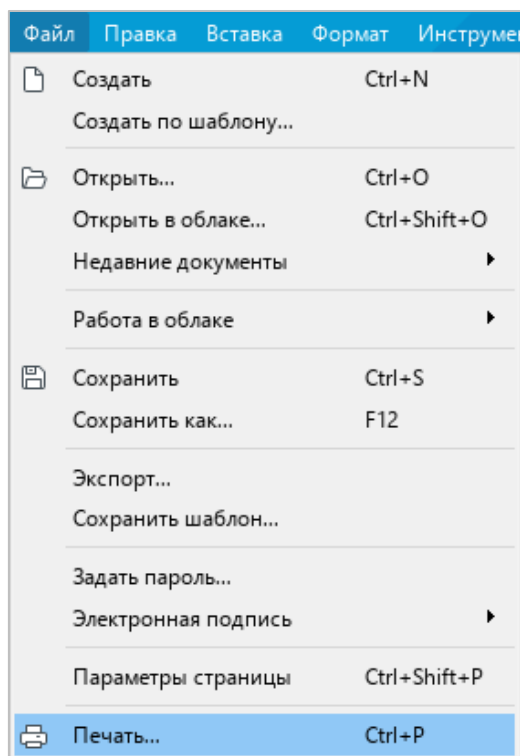 Файл Правка Вставка Формат Инструмен
Создать Ctrl+N
Создать по шаблону...
Открыть... Ctrl+O
Открыть в облаке... Ctrl+Shift+O
Недавние документы
Работа в облаке
Сохранить Ctrl+S
Сохранить как... F12
Экспорт...
Сохранить шаблон...
Задать пароль...
Электронная подпись
Параметры страницы Ctrl+Shift+P
Печать... Ctrl+P